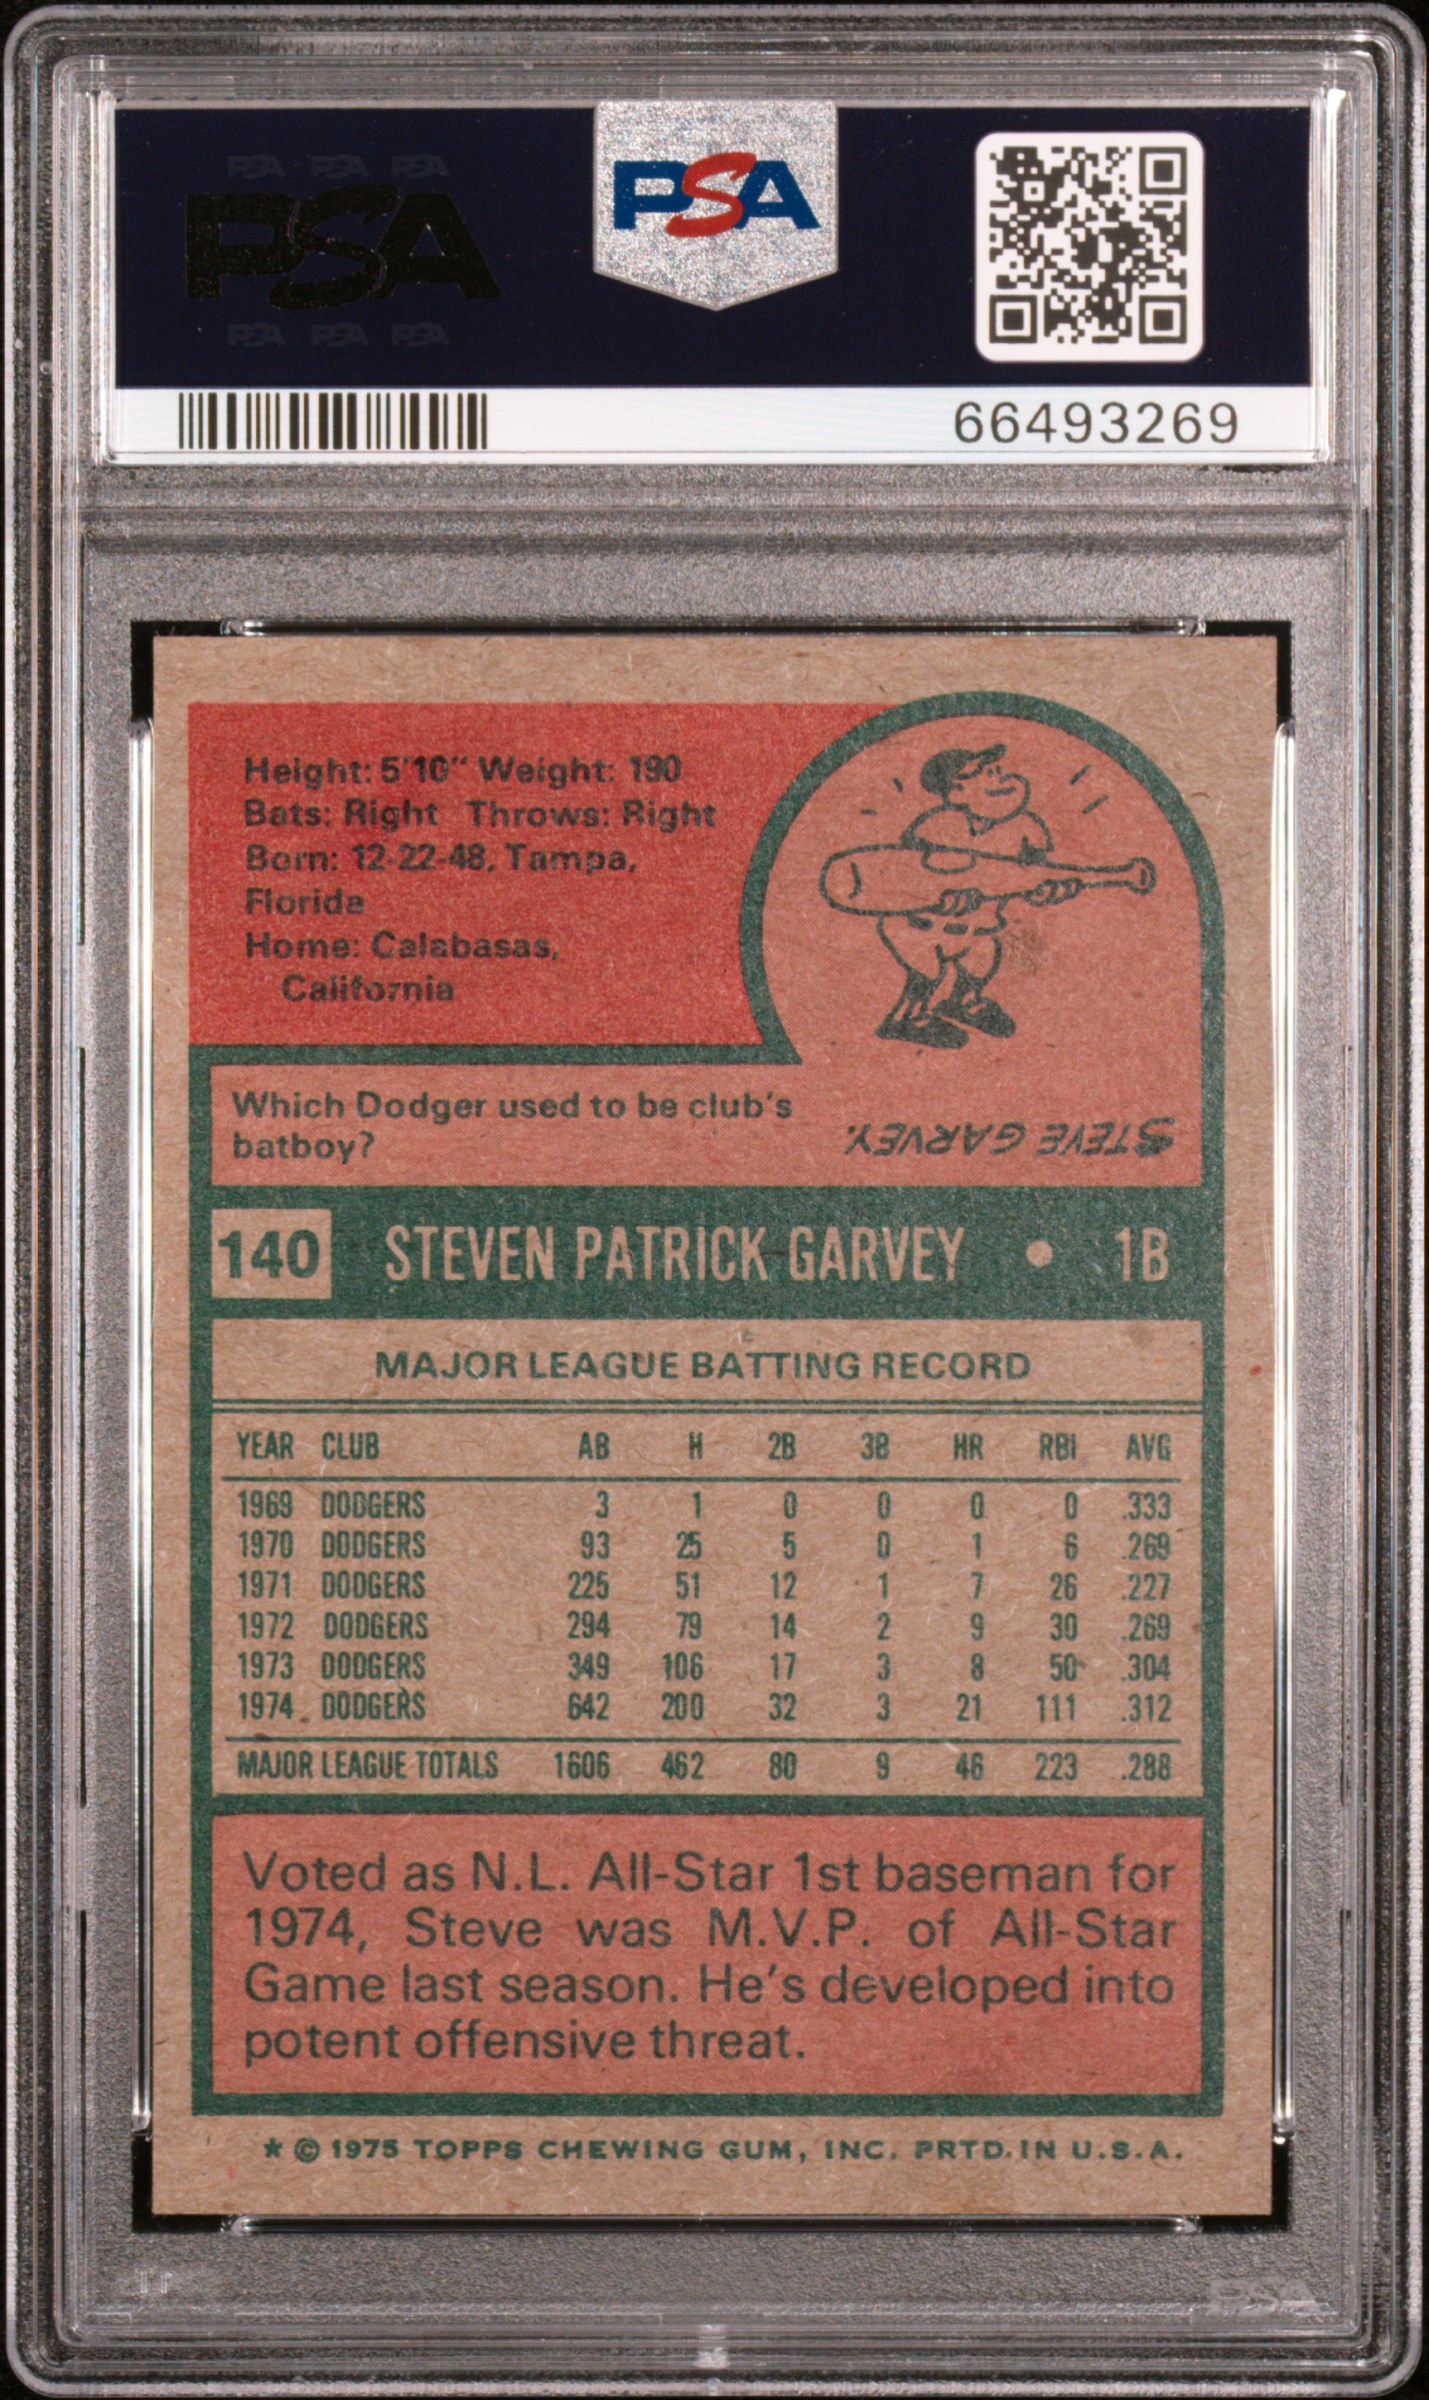 PSA PSA PSA
PSA
PSA PSA PSA
PSA
66493269
Height: 5'10" Weight: 190
Bats: Right Throws: Right
Born: 12-22-48, Tampa,
Florida
Home: Calabasas,
California
Which Dodger used to be club's
batboy?
STEVE GARVEY.
140 STEVEN PATRICK GARVEY • 1B
MAJOR LEAGUE BATTING RECORD
YEAR CLUB AB H 2B 3B HR RBI AVG
1969 DODGERS 3 1 0 0 0 0 .333
1970 DODGERS 93 25 5 0 1 6 .269
1971 DODGERS 225 51 12 1 7 26 .227
1972 DODGERS 294 79 14 2 9 30 .269
1973 DODGERS 349 106 17 3 8 50 .304
1974 DODGERS 642 200 32 3 21 111 .312
MAJOR LEAGUE TOTALS 1606 462 80 9 46 223 .288
Voted as N.L. All-Star 1st baseman for
1974, Steve was M.V.P. of All-Star
Game last season. He's developed into
potent offensive threat.
* © 1975 TOPPS CHEWING GUM, INC. PRTD. IN U.S.A.
PSA